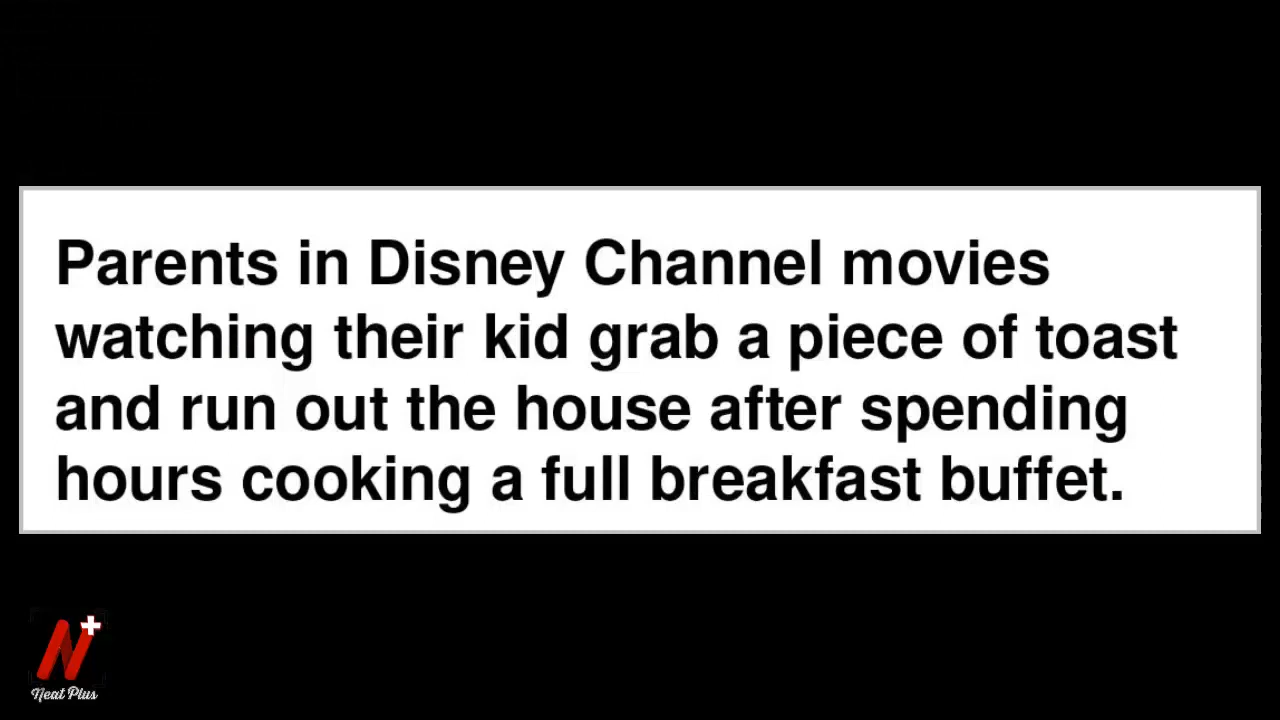 Parents in Disney Channel movies
watching their kid grab a piece of toast
and run out the house after spending
hours cooking a full breakfast buffet.
N+
Neat Plus